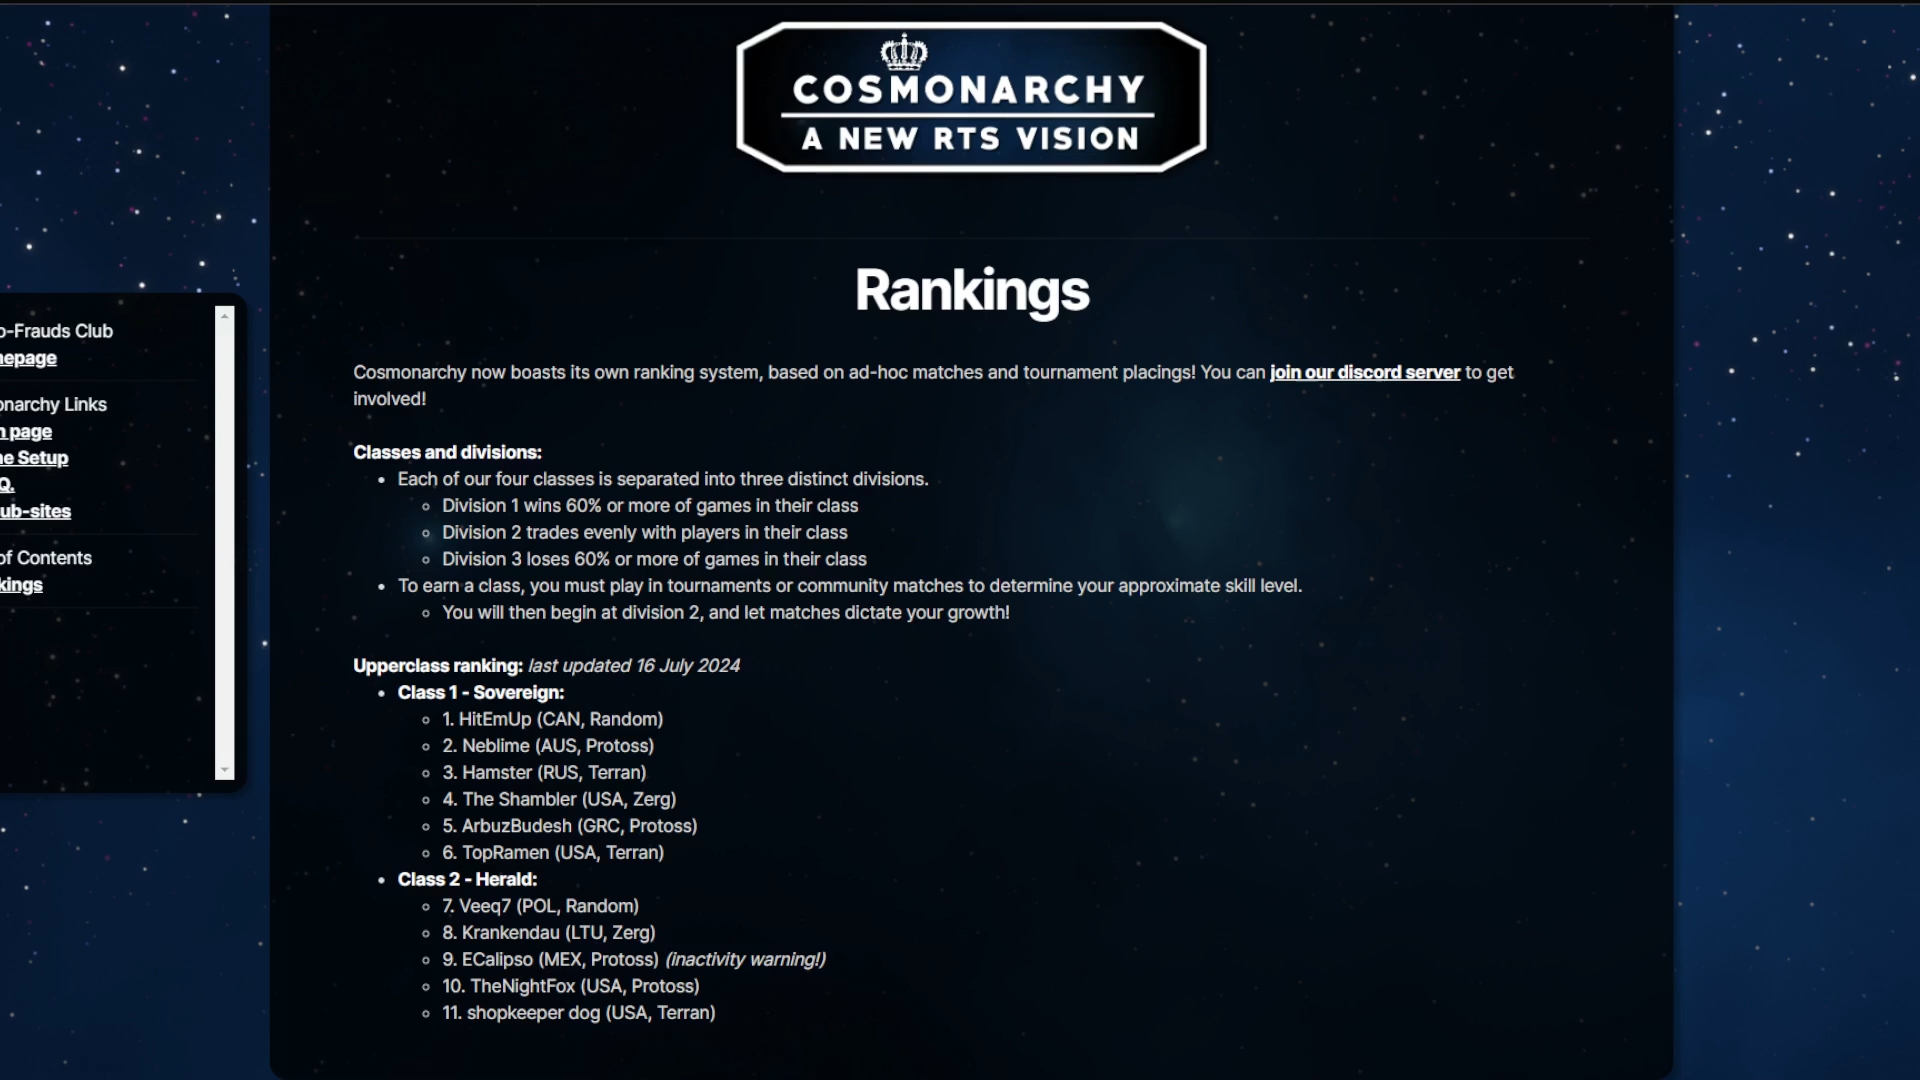 COSMONARCHY
A NEW RTS VISION
Rankings
Cosmonarchy now boasts its own ranking system, based on ad-hoc matches and tournament placings! You can join our discord server to get
involved!
Classes and divisions:
Each of our four classes is separated into three distinct divisions.
Division 1 wins 60% or more of games in their class
Division 2 trades evenly with players in their class
Division 3 loses 60% or more of games in their class
To earn a class, you must play in tournaments or community matches to determine your approximate skill level.
You will then begin at division 2, and let matches dictate your growth!
Upperclass ranking: last updated 16 July 2024
Class 1 - Sovereign:
1. HitEmUp (CAN, Random)
2. Neblime (AUS, Protoss)
3. Hamster (RUS, Terran)
4. The Shambler (USA, Zerg)
5. ArbuzBudesh (GRC, Protoss)
6. TopRamen (USA, Terran)
Class 2 - Herald:
7. Veeq7 (POL, Random)
8. Krankendau (LTU, Zerg)
9. ECalipso (MEX, Protoss) (inactivity warning!)
10. TheNightFox (USA, Protoss)
11. shopkeeper dog (USA, Terran)
o-Frauds Club
nepage
onarchy Links
n page
ne Setup
Q.
ub-sites
of Contents
kings